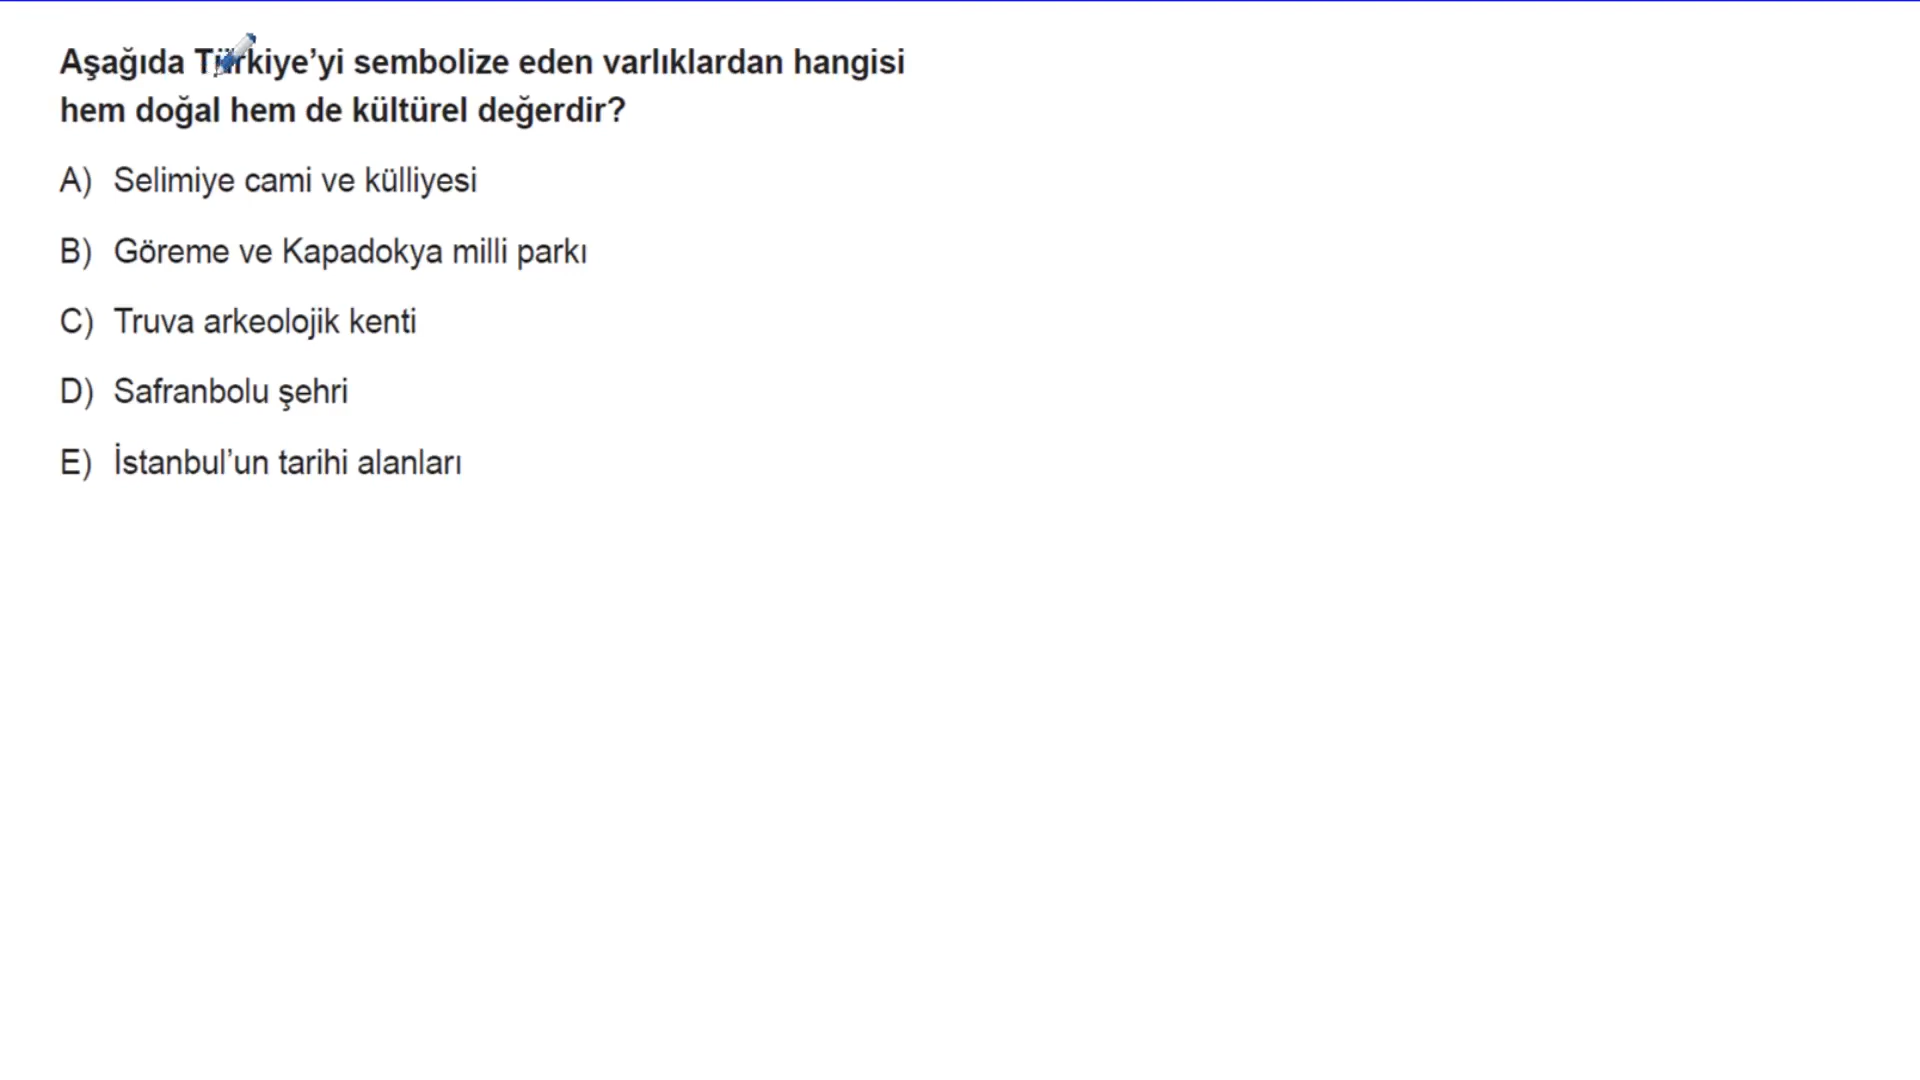 Aşağıda Türkiye’yi sembolize eden varlıklardan hangisi
hem doğal hem de kültürel değerdir?
A) Selimiye cami ve külliyesi
B) Göreme ve Kapadokya milli parkı
C) Truva arkeolojik kenti
D) Safranbolu şehri
E) İstanbul’un tarihi alanları